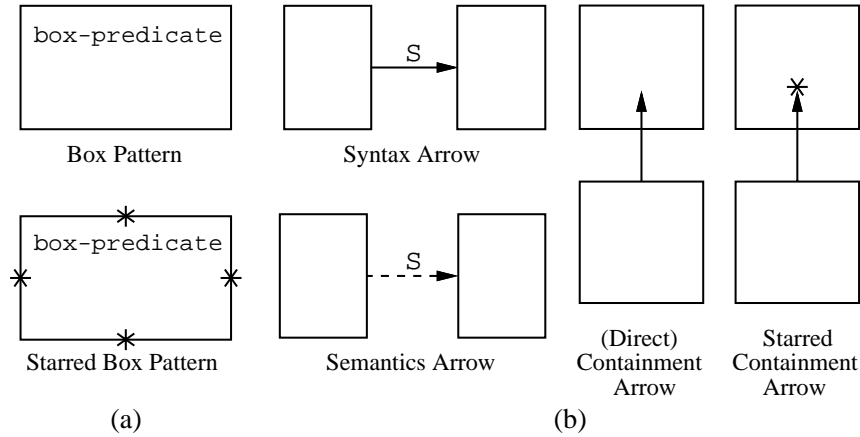 box-predicate
Box Pattern
S
Syntax Arrow
box-predicate
Starred Box Pattern
S
Semantics Arrow
(Direct)
Containment
Arrow
Starred
Containment
Arrow
(a)
(b)